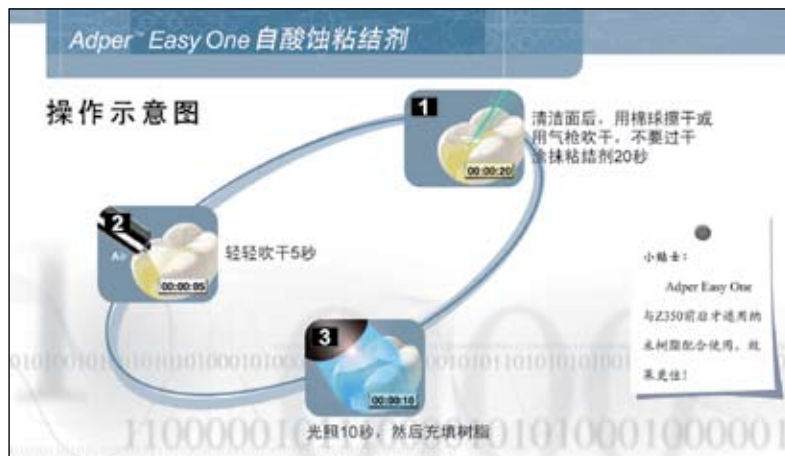 Adper™ Easy One 自酸蚀粘结剂
操作示意图
1
00:00:20
清洁面后，用棉球擦干或
用气枪吹干，不要过干
涂抹粘结剂20秒
2
Air
00:00:05
轻轻吹干5秒
3
00:00:10
光照10秒，然后充填树脂
小贴士：
Adper Easy One
与Z350前后牙通用纳
米树脂配合使用，效
果更佳！